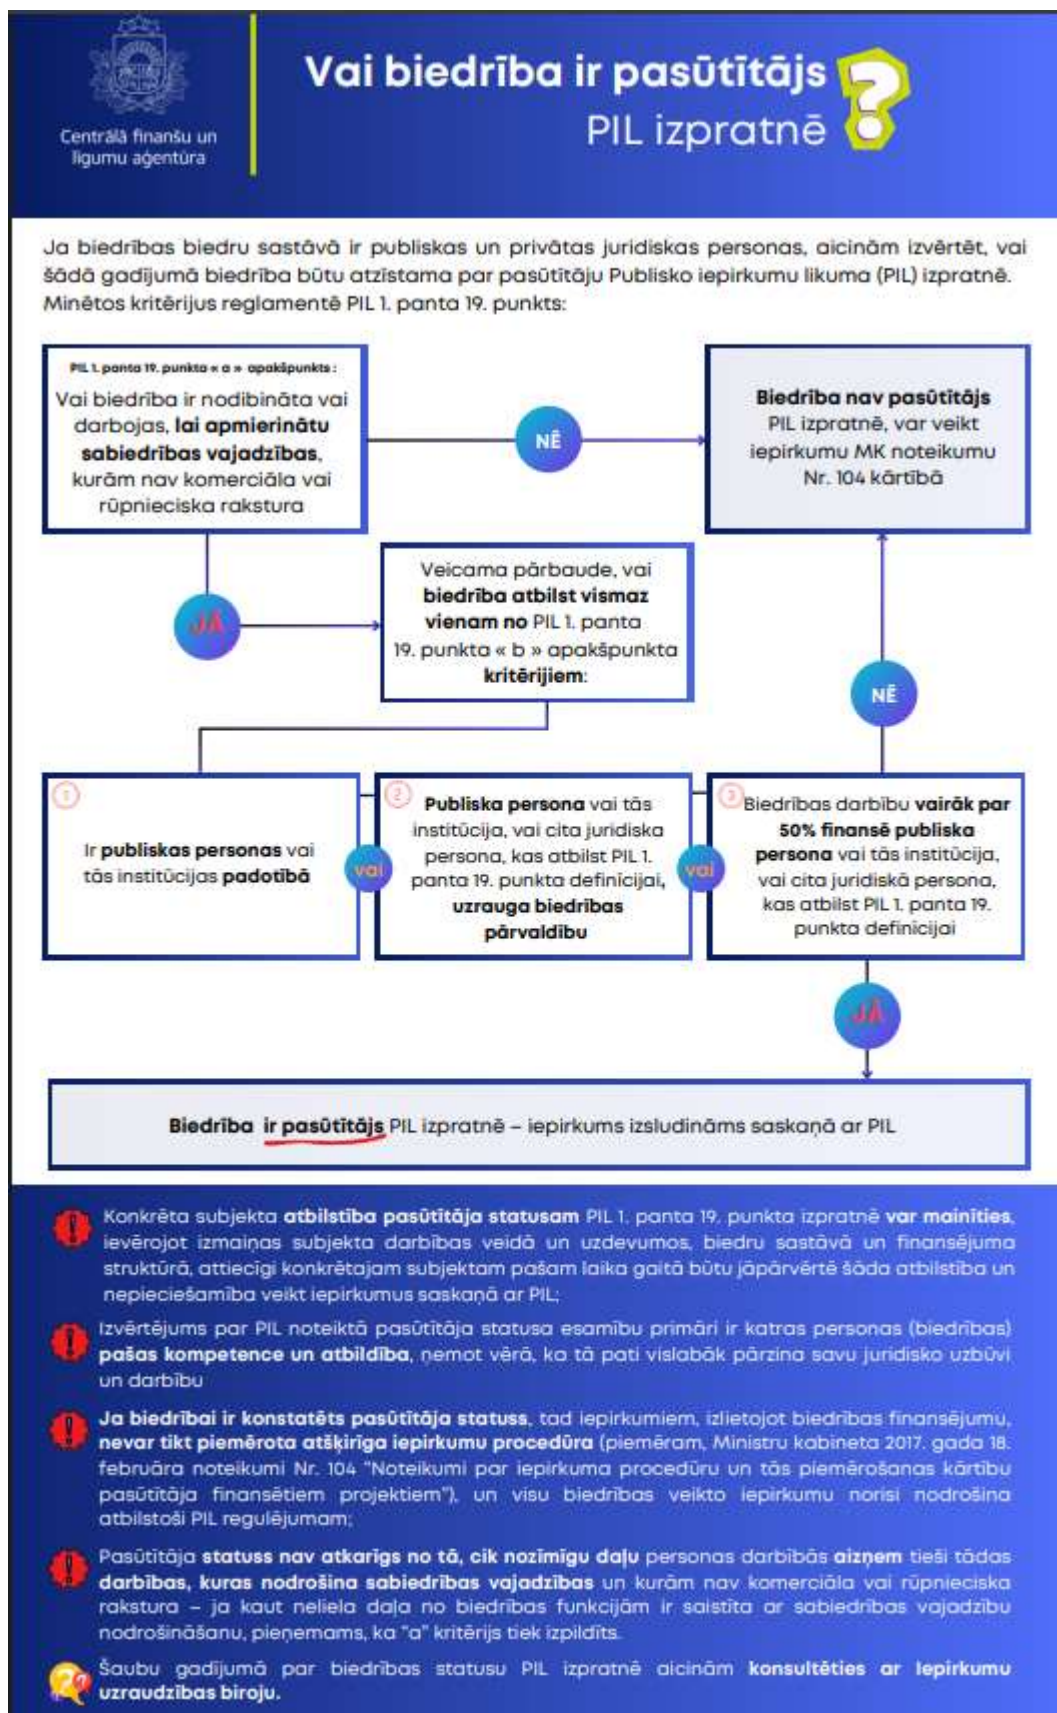 Centrālā finanšu un
līgumu aģentūra
Vai biedrība ir pasūtītājs
PIL izpratnē
?
Ja biedrības biedru sastāvā ir publiskas un privātas juridiskas personas, aicinām izvērtēt, vai
šādā gadījumā biedrība būtu atzīstama par pasūtītāju Publisko iepirkumu likuma (PIL) izpratnē.
Minētos kritērijus reglamentē PIL 1. panta 19. punkts:
PIL 1. panta 19. punkta « a » apakšpunkts :
Vai biedrība ir nodibināta vai
darbojas, lai apmierinātu
sabiedrības vajadzības,
kurām nav komerciāla vai
rūpnieciska rakstura
NĒ
Biedrība nav pasūtītājs
PIL izpratnē, var veikt
iepirkumu MK noteikumu
Nr. 104 kārtībā
JĀ
Veicama pārbaude, vai
biedrība atbilst vismaz
vienam no PIL 1. panta
19. punkta « b » apakšpunkta
kritērijiem:
NĒ
1
Ir publiskas personas vai
tās institūcijas padotībā
vai
2
Publiska persona vai tās
institūcija, vai cita juridiska
persona, kas atbilst PIL 1.
panta 19. punkta definīcijai,
uzrauga biedrības
pārvaldību
vai
3
Biedrības darbību vairāk par
50% finansē publiska
persona vai tās institūcija,
vai cita juridiskā persona,
kas atbilst PIL 1. panta 19.
punkta definīcijai
JĀ
Biedrība ir pasūtītājs PIL izpratnē – iepirkums izsludināms saskaņā ar PIL
Konkrēta subjekta atbilstība pasūtītāja statusam PIL 1. panta 19. punkta izpratnē var mainīties,
ievērojot izmaiņas subjekta darbības veidā un uzdevumos, biedru sastāvā un finansējuma
struktūrā, attiecīgi konkrētajam subjektam pašam laika gaitā būtu jāpārvērtē šāda atbilstība un
nepieciešamība veikt iepirkumus saskaņā ar PIL;
Izvērtējums par PIL noteiktā pasūtītāja statusa esamību primāri ir katras personas (biedrības)
pašas kompetence un atbildība, ņemot vērā, ka tā pati vislabāk pārzina savu juridisko uzbūvi
un darbību
Ja biedrībai ir konstatēts pasūtītāja statuss, tad iepirkumiem, izlietojot biedrības finansējumu,
nevar tikt piemērota atšķirīga iepirkumu procedūra (piemēram, Ministru kabineta 2017. gada 18.
februāra noteikumi Nr. 104 "Noteikumi par iepirkuma procedūru un tās piemērošanas kārtību
pasūtītāja finansētiem projektiem"), un visu biedrības veikto iepirkumu norisi nodrošina
atbilstoši PIL regulējumam;
Pasūtītāja statuss nav atkarīgs no tā, cik nozīmīgu daļu personas darbībās aizņem tieši tādas
darbības, kuras nodrošina sabiedrības vajadzības un kurām nav komerciāla vai rūpnieciska
rakstura – ja kaut neliela daļa no biedrības funkcijām ir saistīta ar sabiedrības vajadzību
nodrošināšanu, pieņemams, ka "a" kritērijs tiek izpildīts.
Šaubu gadījumā par biedrības statusu PIL izpratnē aicinām konsultēties ar Iepirkumu
uzraudzības biroju.